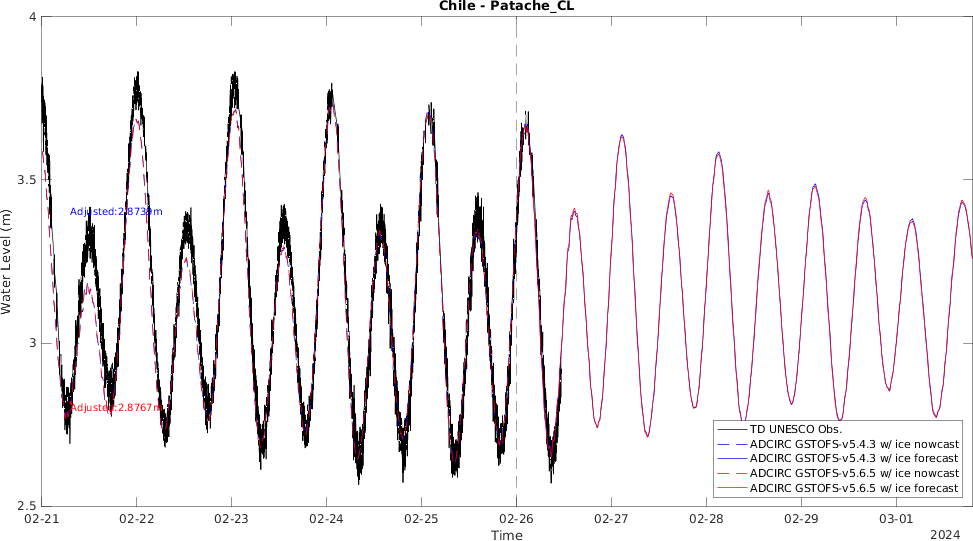 Chile - Patache_CL
4
3.5
3
2.5
Water Level (m)
Adjusted:2.8739m
Adjusted:2.8767m
TD UNESCO Obs.
ADCIRC GSTOFS-v5.4.3 w/ ice nowcast
ADCIRC GSTOFS-v5.4.3 w/ ice forecast
ADCIRC GSTOFS-v5.6.5 w/ ice nowcast
ADCIRC GSTOFS-v5.6.5 w/ ice forecast
02-21 02-22 02-23 02-24 02-25 02-26 02-27 02-28 02-29 03-01
Time
2024